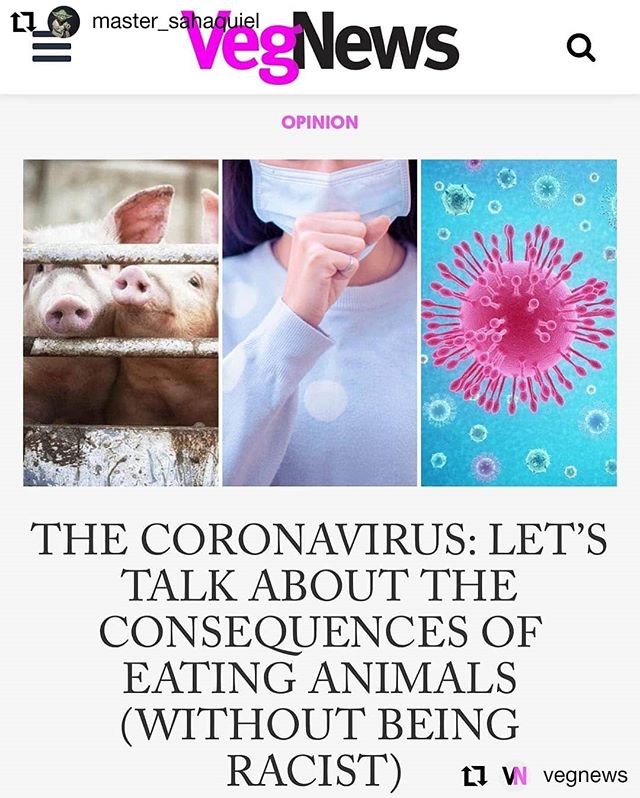 master_sahaquiel
VegNews
OPINION
THE CORONAVIRUS: LET’S
TALK ABOUT THE
CONSEQUENCES OF
EATING ANIMALS
(WITHOUT BEING
RACIST)
VN vegnews